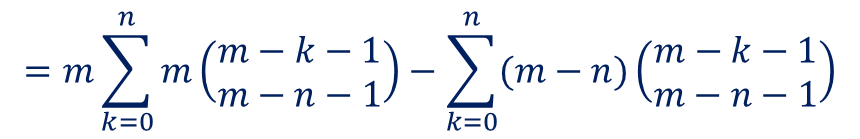 = m ∑_{k=0}^{n} m \binom{m − k − 1}{m − n − 1} − ∑_{k=0}^{n} (m − n) \binom{m − k − 1}{m − n − 1}